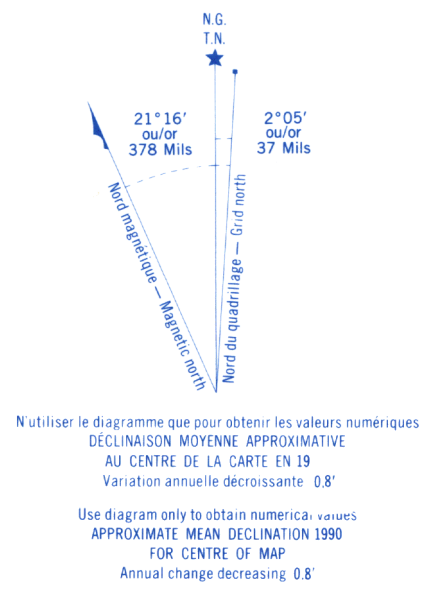 N.G.
T.N.
21°16′
ou/or
378 Mils
2°05′
ou/or
37 Mils
Nord magnétique — Magnetic north
Nord du quadrillage — Grid north
N'utiliser le diagramme que pour obtenir les valeurs numériques
DÉCLINAISON MOYENNE APPROXIMATIVE
AU CENTRE DE LA CARTE EN 19
Variation annuelle décroissante 0.8′
Use diagram only to obtain numerical values
APPROXIMATE MEAN DECLINATION 1990
FOR CENTRE OF MAP
Annual change decreasing 0.8′